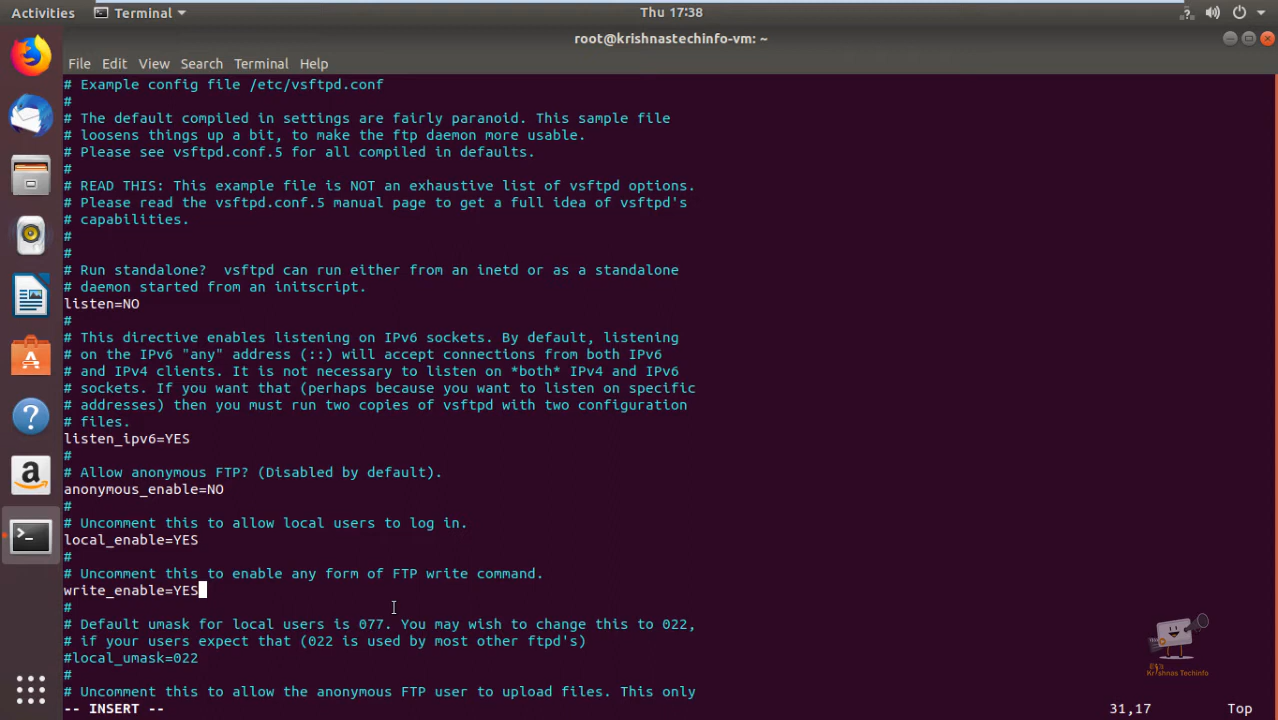 Activities
Terminal
Thu 17:38
root@krishnastechinfo-vm: ~
File Edit View Search Terminal Help
# Example config file /etc/vsftpd.conf
#
# The default compiled in settings are fairly paranoid. This sample file
# loosens things up a bit, to make the ftp daemon more usable.
# Please see vsftpd.conf.5 for all compiled in defaults.
#
# READ THIS: This example file is NOT an exhaustive list of vsftpd options.
# Please read the vsftpd.conf.5 manual page to get a full idea of vsftpd's
# capabilities.
#
#
# Run standalone?  vsftpd can run either from an inetd or as a standalone
# daemon started from an initscript.
listen=NO
#
# This directive enables listening on IPv6 sockets. By default, listening
# on the IPv6 "any" address (::) will accept connections from both IPv6
# and IPv4 clients. It is not necessary to listen on *both* IPv4 and IPv6
# sockets. If you want that (perhaps because you want to listen on specific
# addresses) then you must run two copies of vsftpd with two configuration
# files.
listen_ipv6=YES
#
# Allow anonymous FTP? (Disabled by default).
anonymous_enable=NO
#
# Uncomment this to allow local users to log in.
local_enable=YES
#
# Uncomment this to enable any form of FTP write command.
write_enable=YES
#
# Default umask for local users is 077. You may wish to change this to 022,
# if your users expect that (022 is used by most other ftpd's)
#local_umask=022
#
# Uncomment this to allow the anonymous FTP user to upload files. This only
-- INSERT --
31,17
Top
Krishnas Techinfo